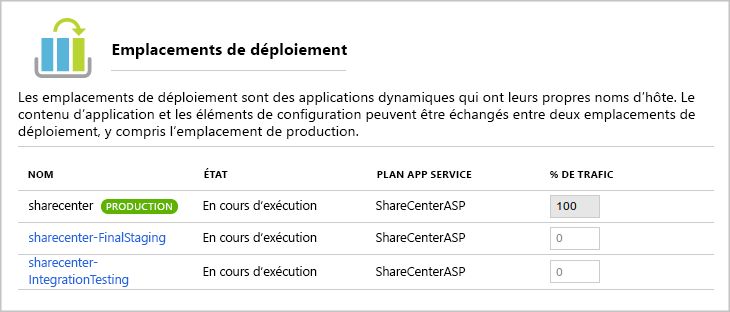 Emplacements de déploiement
Les emplacements de déploiement sont des applications dynamiques qui ont leurs propres noms d’hôte. Le
contenu d’application et les éléments de configuration peuvent être échangés entre deux emplacements de
déploiement, y compris l’emplacement de production.
NOM ÉTAT PLAN APP SERVICE % DE TRAFIC
sharecenter PRODUCTION En cours d’exécution ShareCenterASP 100
sharecenter-FinalStaging En cours d’exécution ShareCenterASP 0
sharecenter-
IntegrationTesting En cours d’exécution ShareCenterASP 0